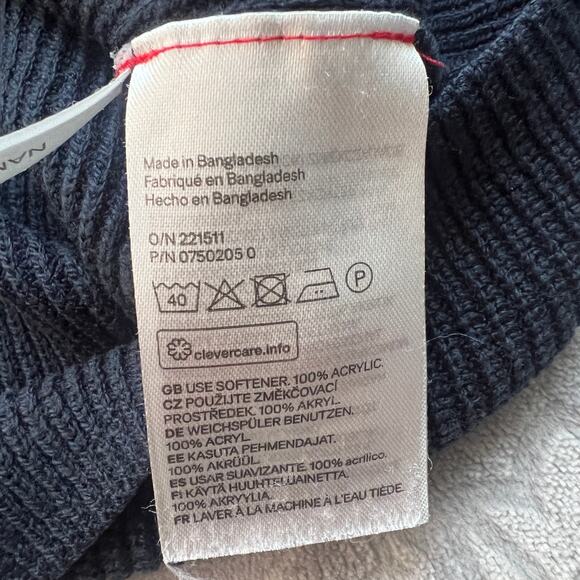 Made in Bangladesh
Fabriqué en Bangladesh
Hecho en Bangladesh
O/N 221511
P/N 0750205 0
40
P
clevercare.info
GB USE SOFTENER. 100% ACRYLIC.
CZ POUŽIJTE ZMĚKČOVACÍ
PROSTŘEDEK. 100% AKRYL.
DE WEICHSPÜLER BENUTZEN.
100% ACRYL.
EE KASUTA PEHMENDAJAT.
100% AKRÜÜL.
ES USAR SUAVIZANTE. 100% acrílico.
FI KÄYTÄ HUUHTELUAINETTA.
100% AKRYYLIA.
FR LAVER À LA MACHINE À L'EAU TIÈDE.